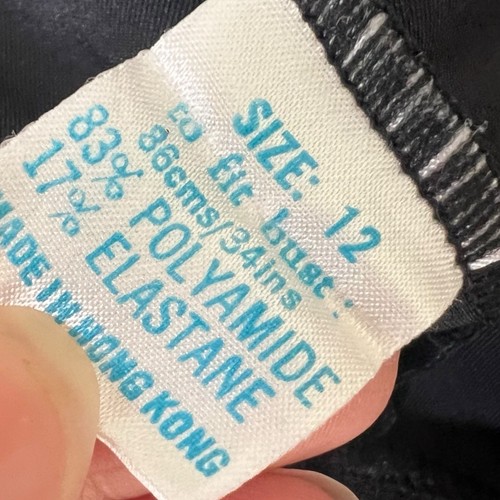 SIZE: 12
to fit bust:
86cms/34ins
83% POLYAMIDE
17% ELASTANE
MADE IN HONG KONG